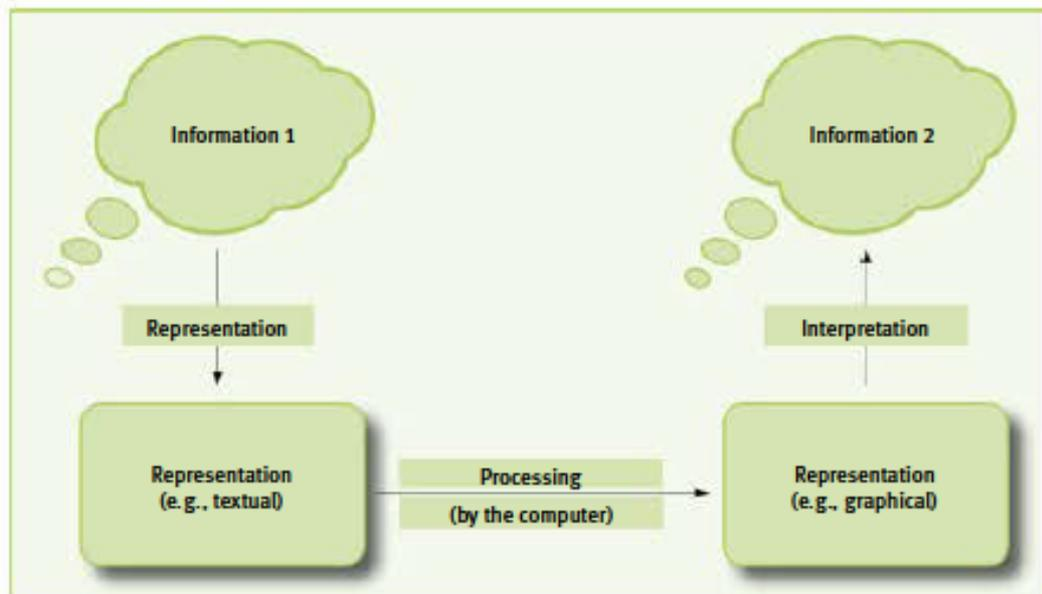 Information 1
Information 2
Representation
Interpretation
Representation
(e.g., textual)
Processing
(by the computer)
Representation
(e.g., graphical)